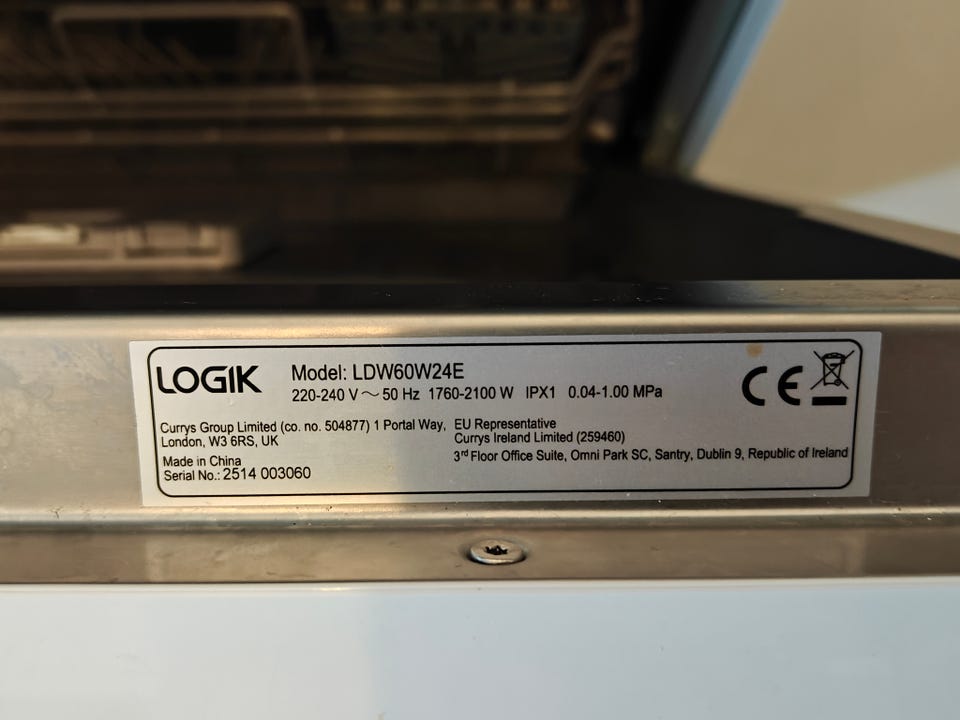 LOGIK
Model: LDW60W24E
220-240 V ~ 50 Hz 1760-2100 W IPX1 0.04-1.00 MPa
CE
Currys Group Limited (co. no. 504877) 1 Portal Way,
London, W3 6RS, UK
Made in China
Serial No.: 2514 003060
EU Representative
Currys Ireland Limited (259460)
3rd Floor Office Suite, Omni Park SC, Santry, Dublin 9, Republic of Ireland